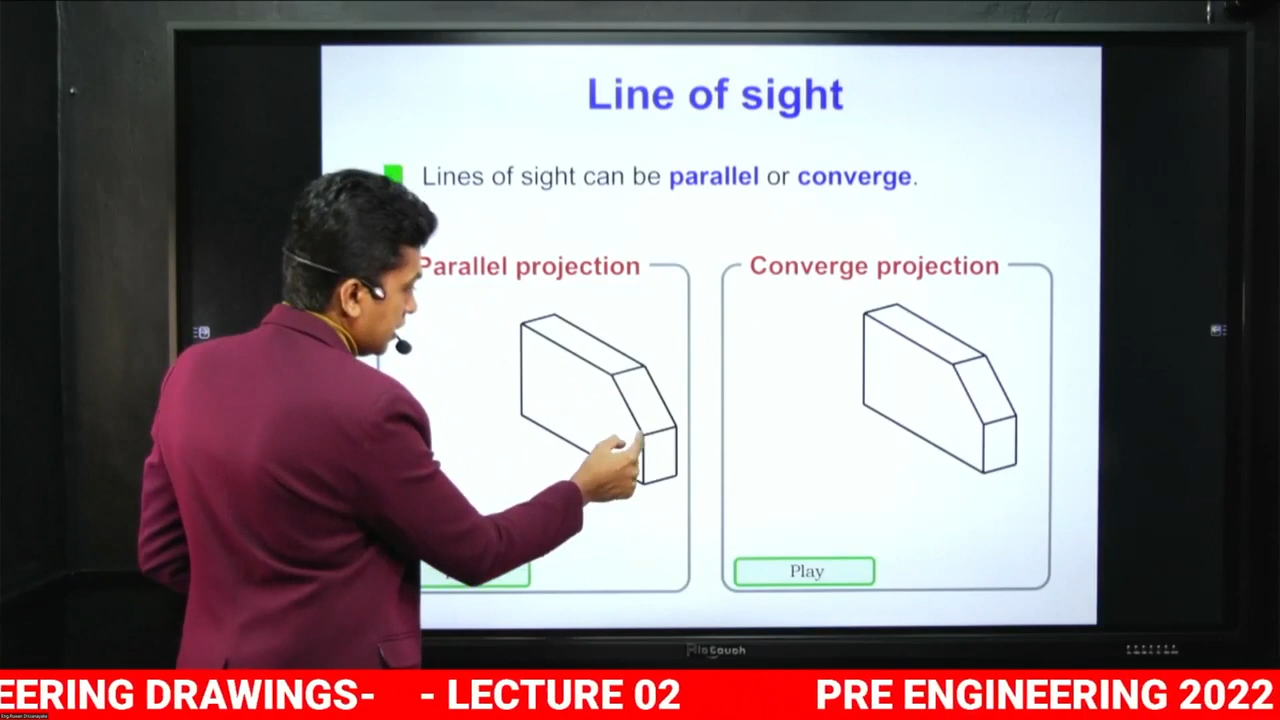 Line of sight
Lines of sight can be parallel or converge.
Parallel projection
Converge projection
Play
EERING DRAWINGS- - LECTURE 02 PRE ENGINEERING 2022